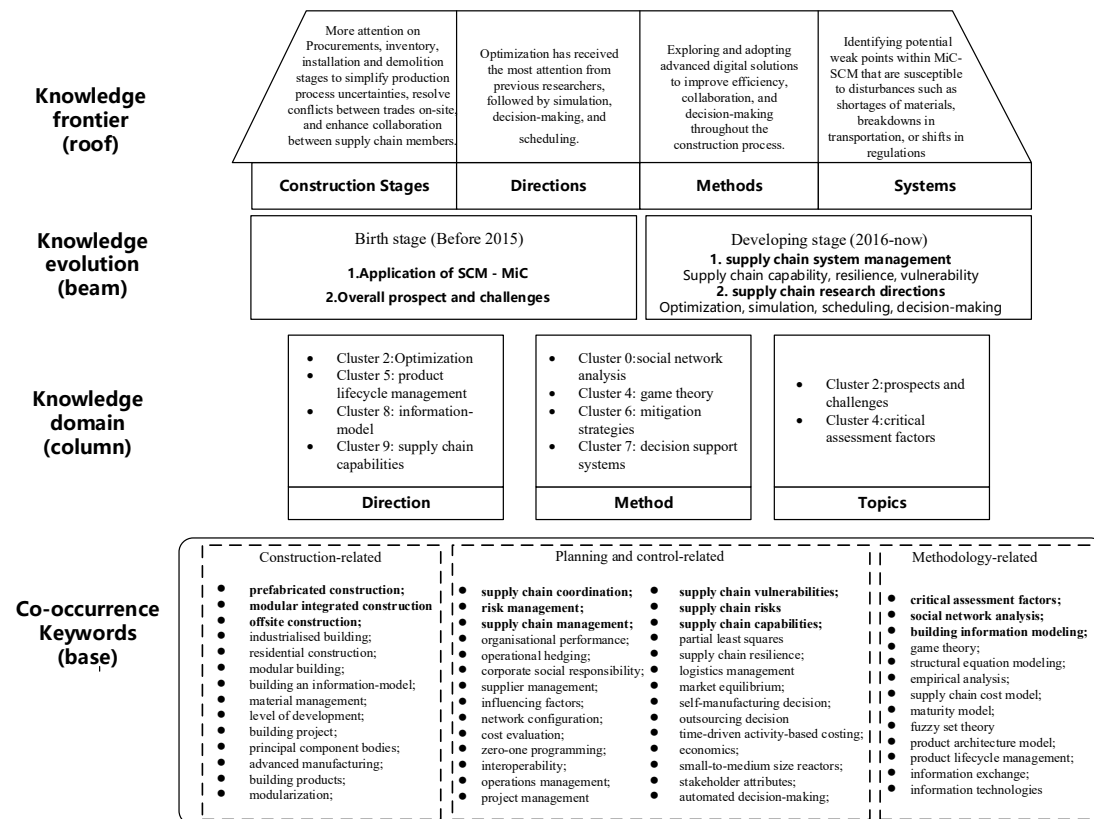 Knowledge
frontier
(roof)
More attention on
Procurements, inventory,
installation and demolition
stages to simplify production
process uncertainties, resolve
conflicts between trades on-site,
and enhance collaboration
between supply chain members.
Optimization has received
the most attention from
previous researchers,
followed by simulation,
decision-making, and
scheduling.
Exploring and adopting
advanced digital solutions
to improve efficiency,
collaboration, and
decision-making
throughout the
construction process.
Identifying potential
weak points within MiC-
SCM that are susceptible
to disturbances such as
shortages of materials,
breakdowns in
transportation, or shifts in
regulations
Construction Stages
Directions
Methods
Systems
Knowledge
evolution
(beam)
Birth stage (Before 2015)
1.Application of SCM - MiC
2.Overall prospect and challenges
Developing stage (2016-now)
1. supply chain system management
Supply chain capability, resilience, vulnerability
2. supply chain research directions
Optimization, simulation, scheduling, decision-making
Knowledge
domain
(column)
• Cluster 2:Optimization
• Cluster 5: product
lifecycle management
• Cluster 8: information-
model
• Cluster 9: supply chain
capabilities
Direction
• Cluster 0:social network
analysis
• Cluster 4: game theory
• Cluster 6: mitigation
strategies
• Cluster 7: decision support
systems
Method
• Cluster 2:prospects and
challenges
• Cluster 4:critical
assessment factors
Topics
Co-occurrence
Keywords
(base)
Construction-related
• prefabricated construction;
• modular integrated construction
• offsite construction;
• industrialised building;
• residential construction;
• modular building;
• building an information-model;
• material management;
• level of development;
• building project;
• principal component bodies;
• advanced manufacturing;
• building products;
• modularization;
Planning and control-related
• supply chain coordination;
• risk management;
• supply chain management;
• organisational performance;
• operational hedging;
• corporate social responsibility;
• supplier management;
• influencing factors;
• network configuration;
• cost evaluation;
• zero-one programming;
• interoperability;
• operations management;
• project management
• supply chain vulnerabilities;
• supply chain risks
• supply chain capabilities;
• partial least squares
• supply chain resilience;
• logistics management
• market equilibrium;
• self-manufacturing decision;
• outsourcing decision
• time-driven activity-based costing;
• economics;
• small-to-medium size reactors;
• stakeholder attributes;
• automated decision-making;
Methodology-related
• critical assessment factors;
• social network analysis;
• building information modeling;
• game theory;
• structural equation modeling;
• empirical analysis;
• supply chain cost model;
• maturity model;
• fuzzy set theory
• product architecture model;
• product lifecycle management;
• information exchange;
• information technologies